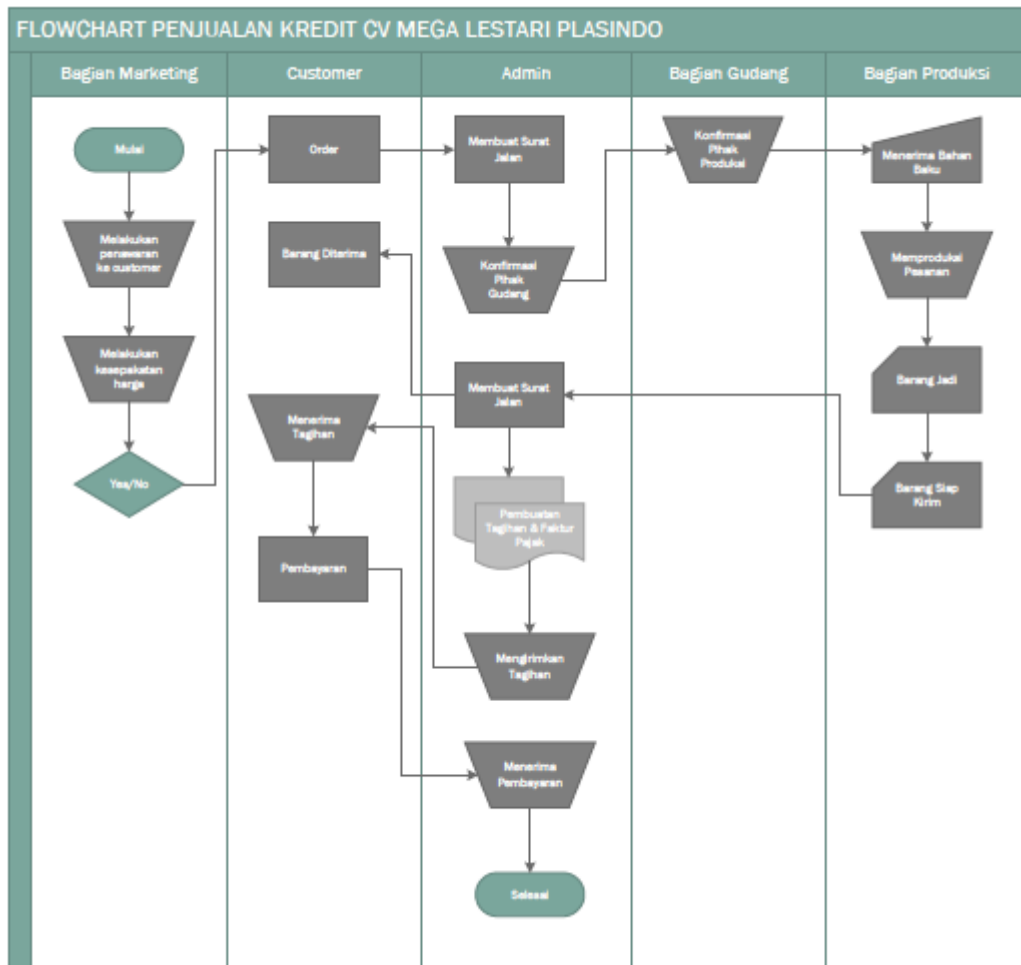 FLOWCHART PENJUALAN KREDIT CV MEGA LESTARI PLASINDO
Bagian Marketing
Customer
Admin
Bagian Gudang
Bagian Produksi
Mulai
Order
Membuat Surat
Jalan
Konfirmasi
Pihak
Produksi
Menerima Bahan
Baku
Melakukan
penawaran
ke customer
Barang Diterima
Konfirmasi
Pihak
Gudang
Memproduksi
Pesanan
Melakukan
kesepakatan
harga
Membuat Surat
Jalan
Barang Jadi
Menerima
Tagihan
Yes/No
Barang Siap
Kirim
Pembuatan
Tagihan & Faktur
Pajak
Pembayaran
Mengirimkan
Tagihan
Menerima
Pembayaran
Selesai